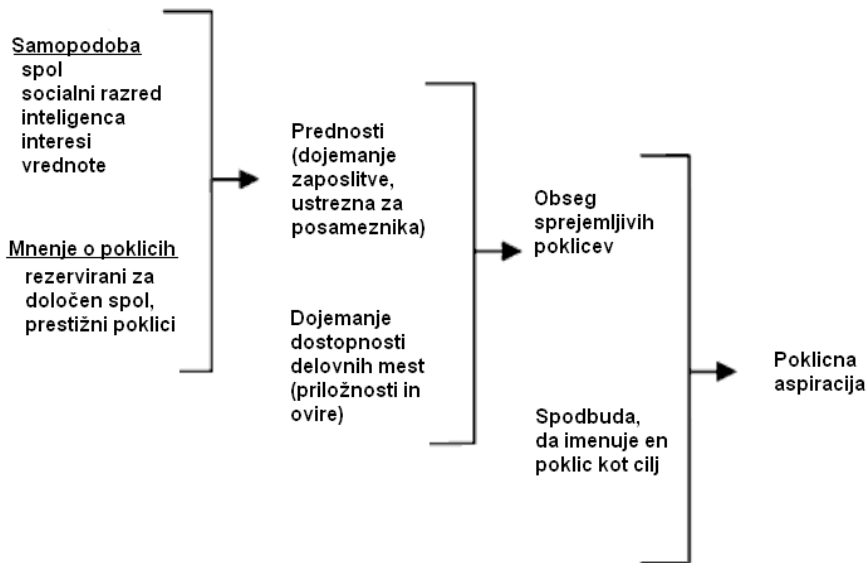 Samopodoba
spol
socialni razred
inteligenca
interesi
vrednote
Mnenje o poklicih
rezervirani za
določen spol,
prestižni poklici
Prednosti
(dojemanje
zaposlitve,
ustrezna za
posameznika)
Dojemanje
dostopnosti
delovnih mest
(priložnosti in
ovire)
Obseg
sprejemljivih
poklicev
Spodbuda,
da imenuje en
poklic kot cilj
Poklicna
aspiracija